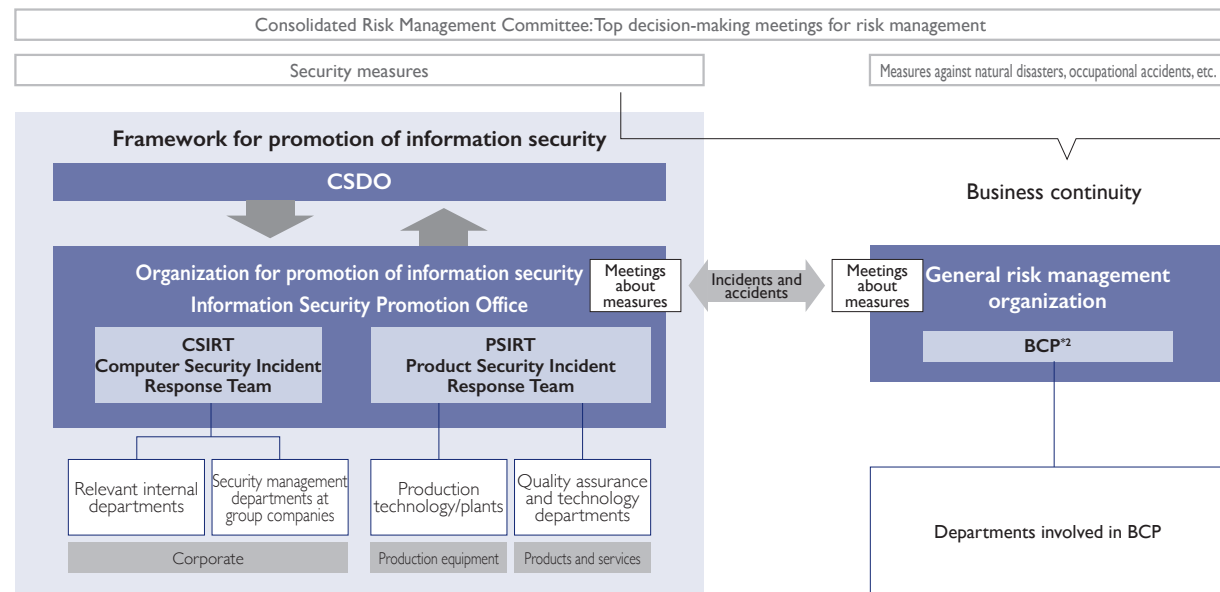 Consolidated Risk Management Committee: Top decision-making meetings for risk management
Security measures
Measures against natural disasters, occupational accidents, etc.
Framework for promotion of information security
CSDO
Business continuity
Organization for promotion of information security
Information Security Promotion Office
Meetings
about
measures
Incidents and
accidents
Meetings
about
measures
General risk management
organization
CSIRT
Computer Security Incident
Response Team
PSIRT
Product Security Incident
Response Team
BCP*2
Relevant internal
departments
Security management
departments at
group companies
Production
technology/plants
Quality assurance
and technology
departments
Departments involved in BCP
Corporate
Production equipment
Products and services